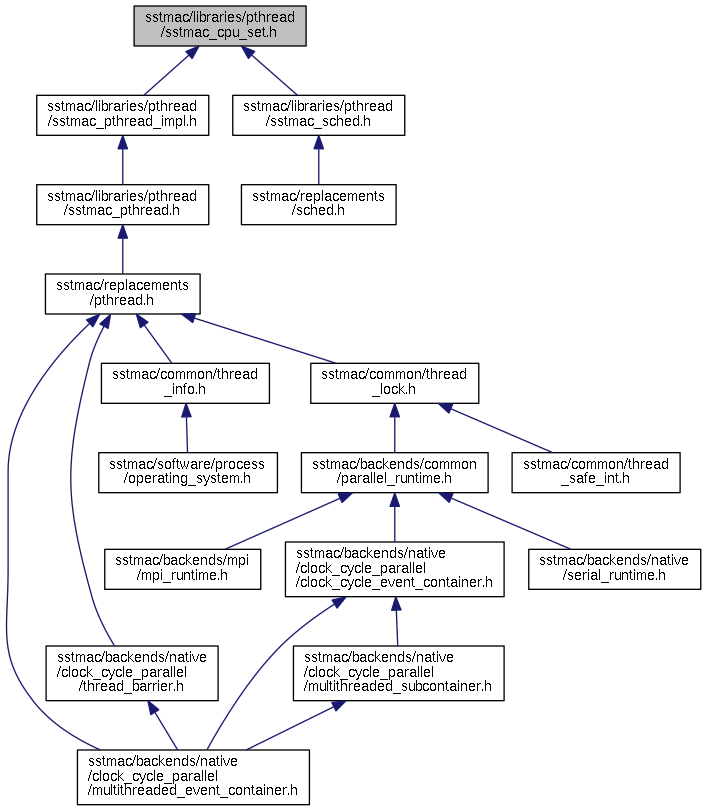 sstmac/libraries/pthread
/sstmac_cpu_set.h
sstmac/libraries/pthread
/sstmac_pthread_impl.h
sstmac/libraries/pthread
/sstmac_sched.h
sstmac/libraries/pthread
/sstmac_pthread.h
sstmac/replacements
/sched.h
sstmac/replacements
/pthread.h
sstmac/common/thread
_info.h
sstmac/common/thread
_lock.h
sstmac/software/process
/operating_system.h
sstmac/backends/common
/parallel_runtime.h
sstmac/common/thread
_safe_int.h
sstmac/backends/mpi
/mpi_runtime.h
sstmac/backends/native
/clock_cycle_parallel
/clock_cycle_event_container.h
sstmac/backends/native
/serial_runtime.h
sstmac/backends/native
/clock_cycle_parallel
/thread_barrier.h
sstmac/backends/native
/clock_cycle_parallel
/multithreaded_subcontainer.h
sstmac/backends/native
/clock_cycle_parallel
/multithreaded_event_container.h